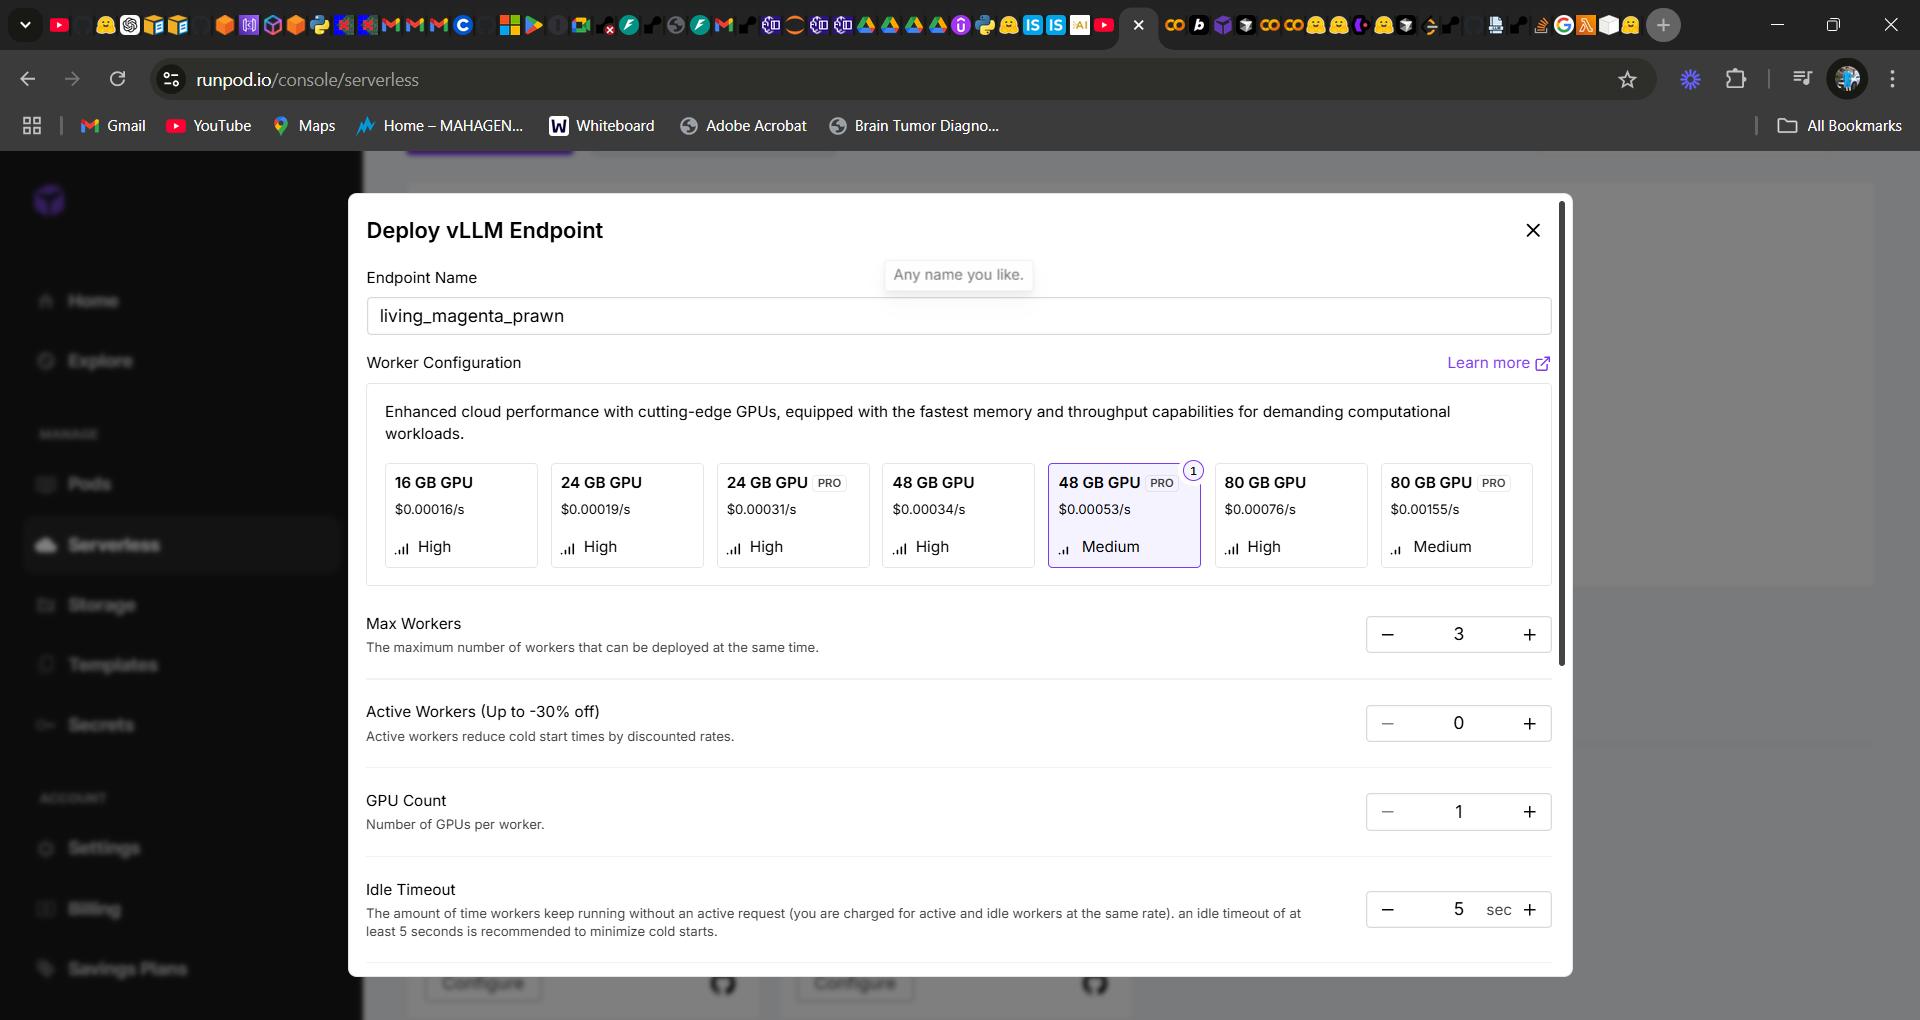 runpod.io/console/serverless
Gmail
YouTube
Maps
Home – MAHAGEN...
Whiteboard
Adobe Acrobat
Brain Tumor Diagno...
All Bookmarks
Home
Explore
MANAGE
Pods
Serverless
Storage
Templates
Secrets
ACCOUNT
Settings
Billing
Savings Plans
Deploy vLLM Endpoint
Any name you like.
Endpoint Name
living_magenta_prawn
Worker Configuration
Learn more
Enhanced cloud performance with cutting-edge GPUs, equipped with the fastest memory and throughput capabilities for demanding computational
workloads.
16 GB GPU
$0.00016/s
High
24 GB GPU
$0.00019/s
High
24 GB GPU PRO
$0.00031/s
High
48 GB GPU
$0.00034/s
High
48 GB GPU PRO 1
$0.00053/s
Medium
80 GB GPU
$0.00076/s
High
80 GB GPU PRO
$0.00155/s
Medium
Max Workers
The maximum number of workers that can be deployed at the same time.
− 3 +
Active Workers (Up to -30% off)
Active workers reduce cold start times by discounted rates.
− 0 +
GPU Count
Number of GPUs per worker.
− 1 +
Idle Timeout
The amount of time workers keep running without an active request (you are charged for active and idle workers at the same rate). an idle timeout of at
least 5 seconds is recommended to minimize cold starts.
− 5 sec +
Configure
Configure